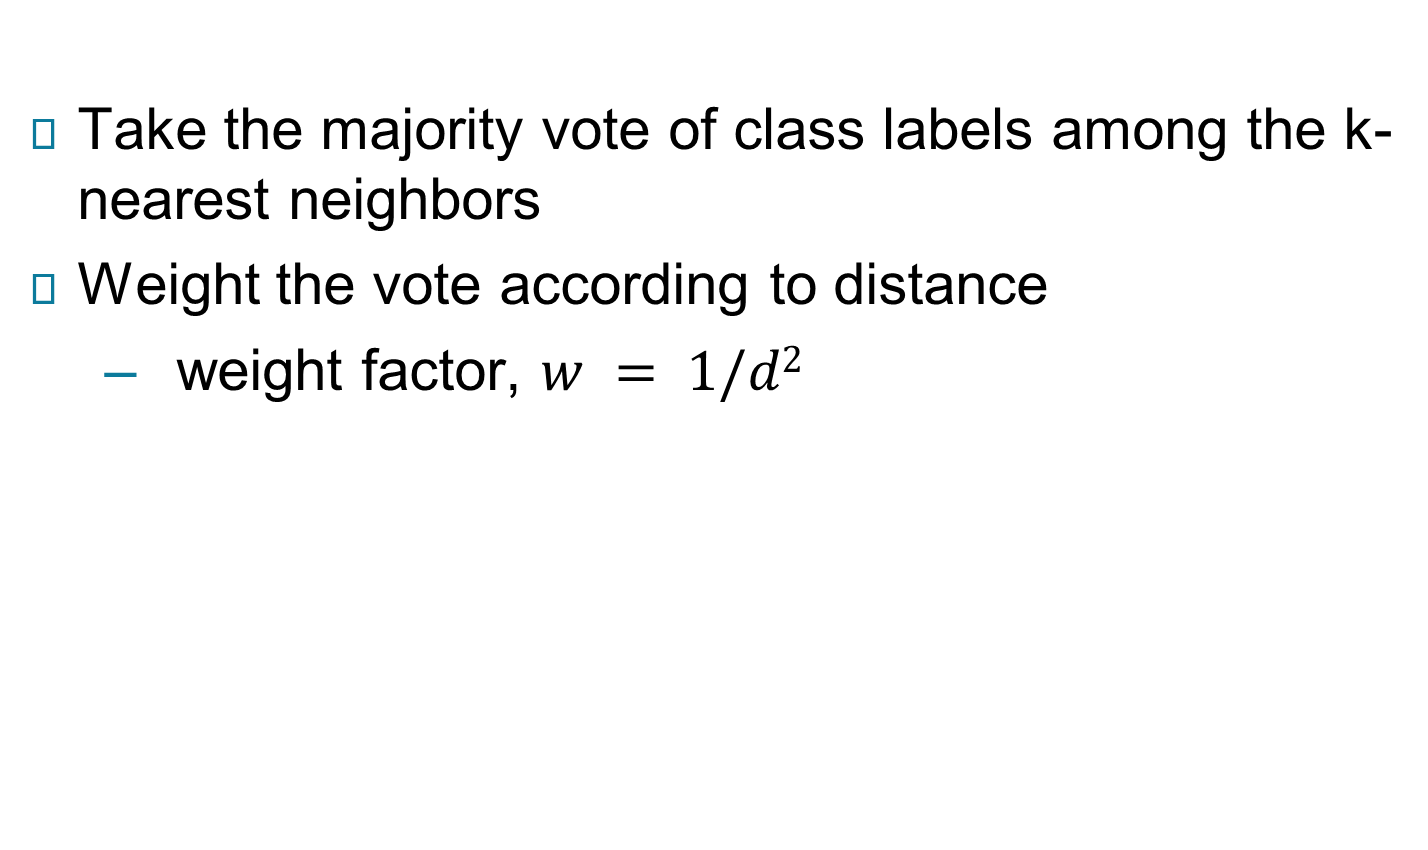 Take the majority vote of class labels among the k-
nearest neighbors
Weight the vote according to distance
– weight factor, w = 1/d²